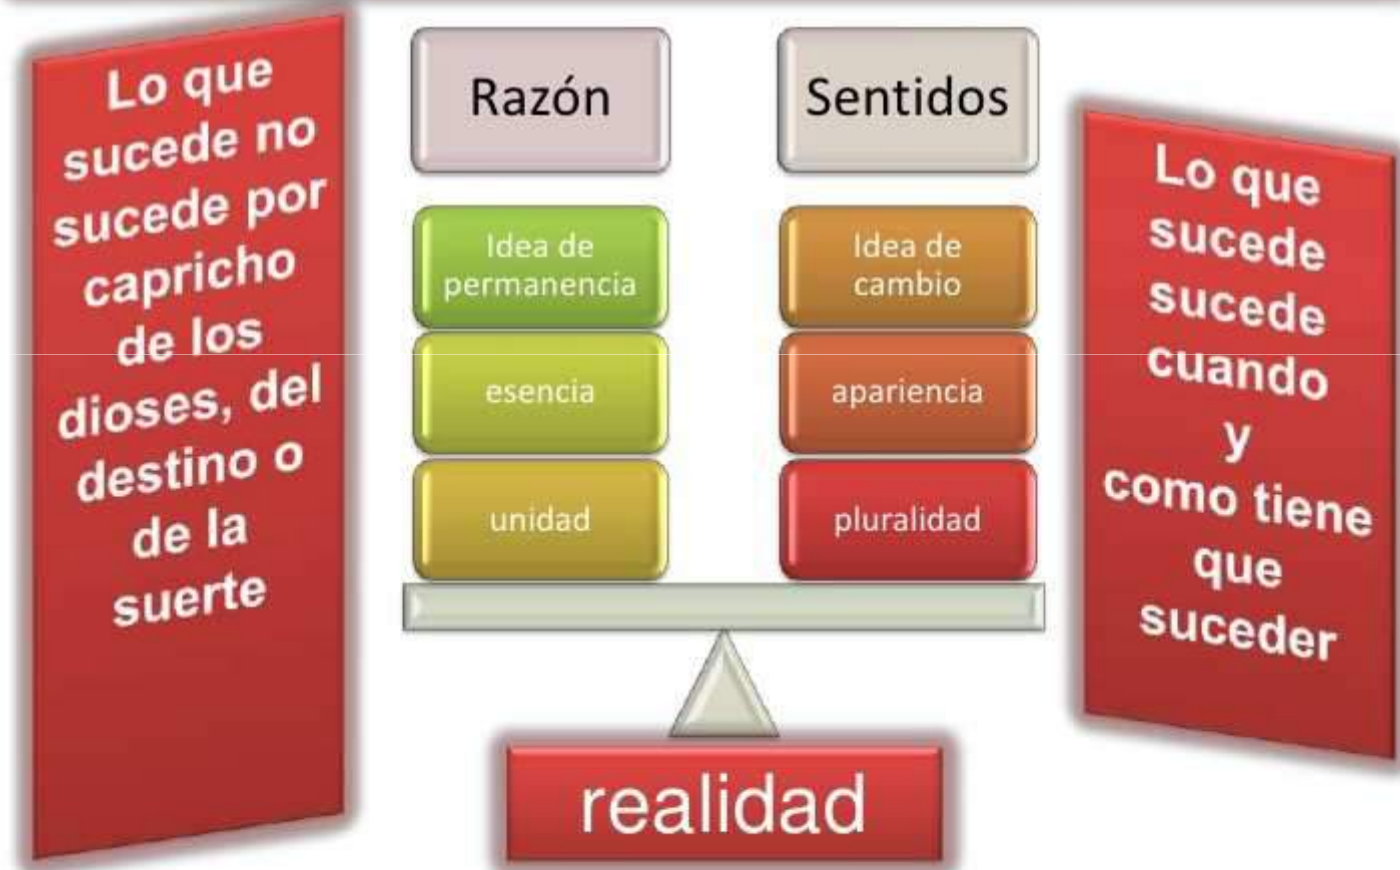 Lo que
sucede no
sucede por
capricho
de los
dioses, del
destino o
de la
suerte
Razón
Idea de
permanencia
esencia
unidad
Sentidos
Idea de
cambio
apariencia
pluralidad
realidad
Lo que
sucede
sucede
cuando
y
como tiene
que
suceder